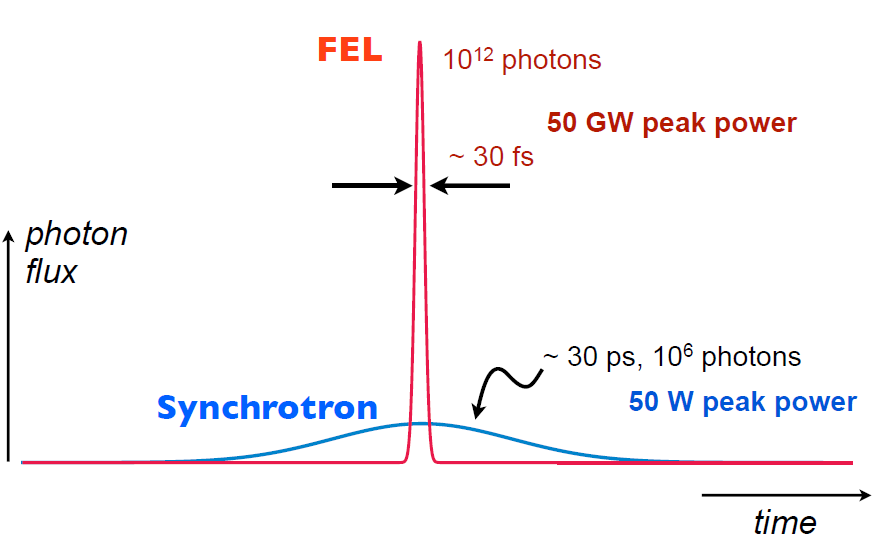 FEL
10¹² photons
50 GW peak power
~ 30 fs
photon
flux
~ 30 ps, 10⁶ photons
Synchrotron
50 W peak power
time